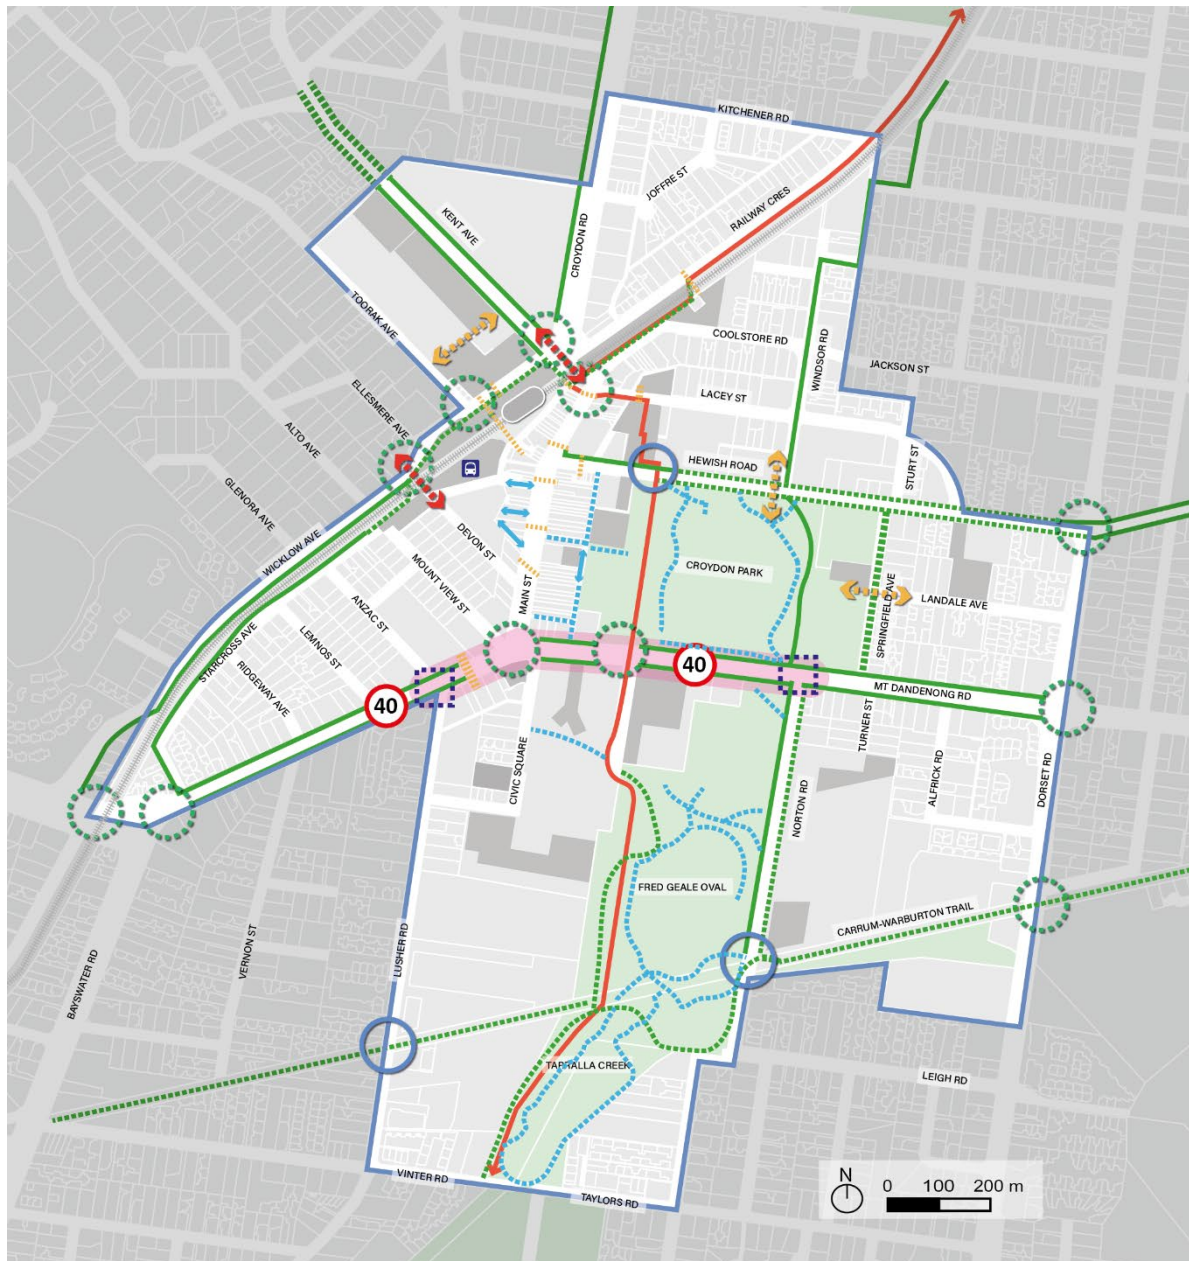 KITCHENER RD
JOFFRE ST
RAILWAY CRES
KENT AVE
CROYDON RD
TOORAK AVE
COOLSTORE RD
WINDSOR RD
JACKSON ST
LACEY ST
ELLESMERE AVE
ALTO AVE
GLENORA AVE
HEWISH ROAD
STURT ST
WICKLOW AVE
DEVON ST
MOUNT VIEW ST
MAIN ST
CROYDON PARK
ANZAC ST
LEMNOS ST
STARCROSS AVE
RIDGEWAY AVE
SPRINGFIELD AVE
LANDALE AVE
40
40
MT DANDENONG RD
TURNER ST
ALFRICK RD
DORSET RD
CIVIC SQUARE
NORTON RD
FRED GEALE OVAL
CARRUM-WARBURTON TRAIL
LUSHER RD
VERNON ST
BAYSWATER RD
TARRALLA CREEK
LEIGH RD
VINTER RD
TAYLORS RD
N
0 100 200 m